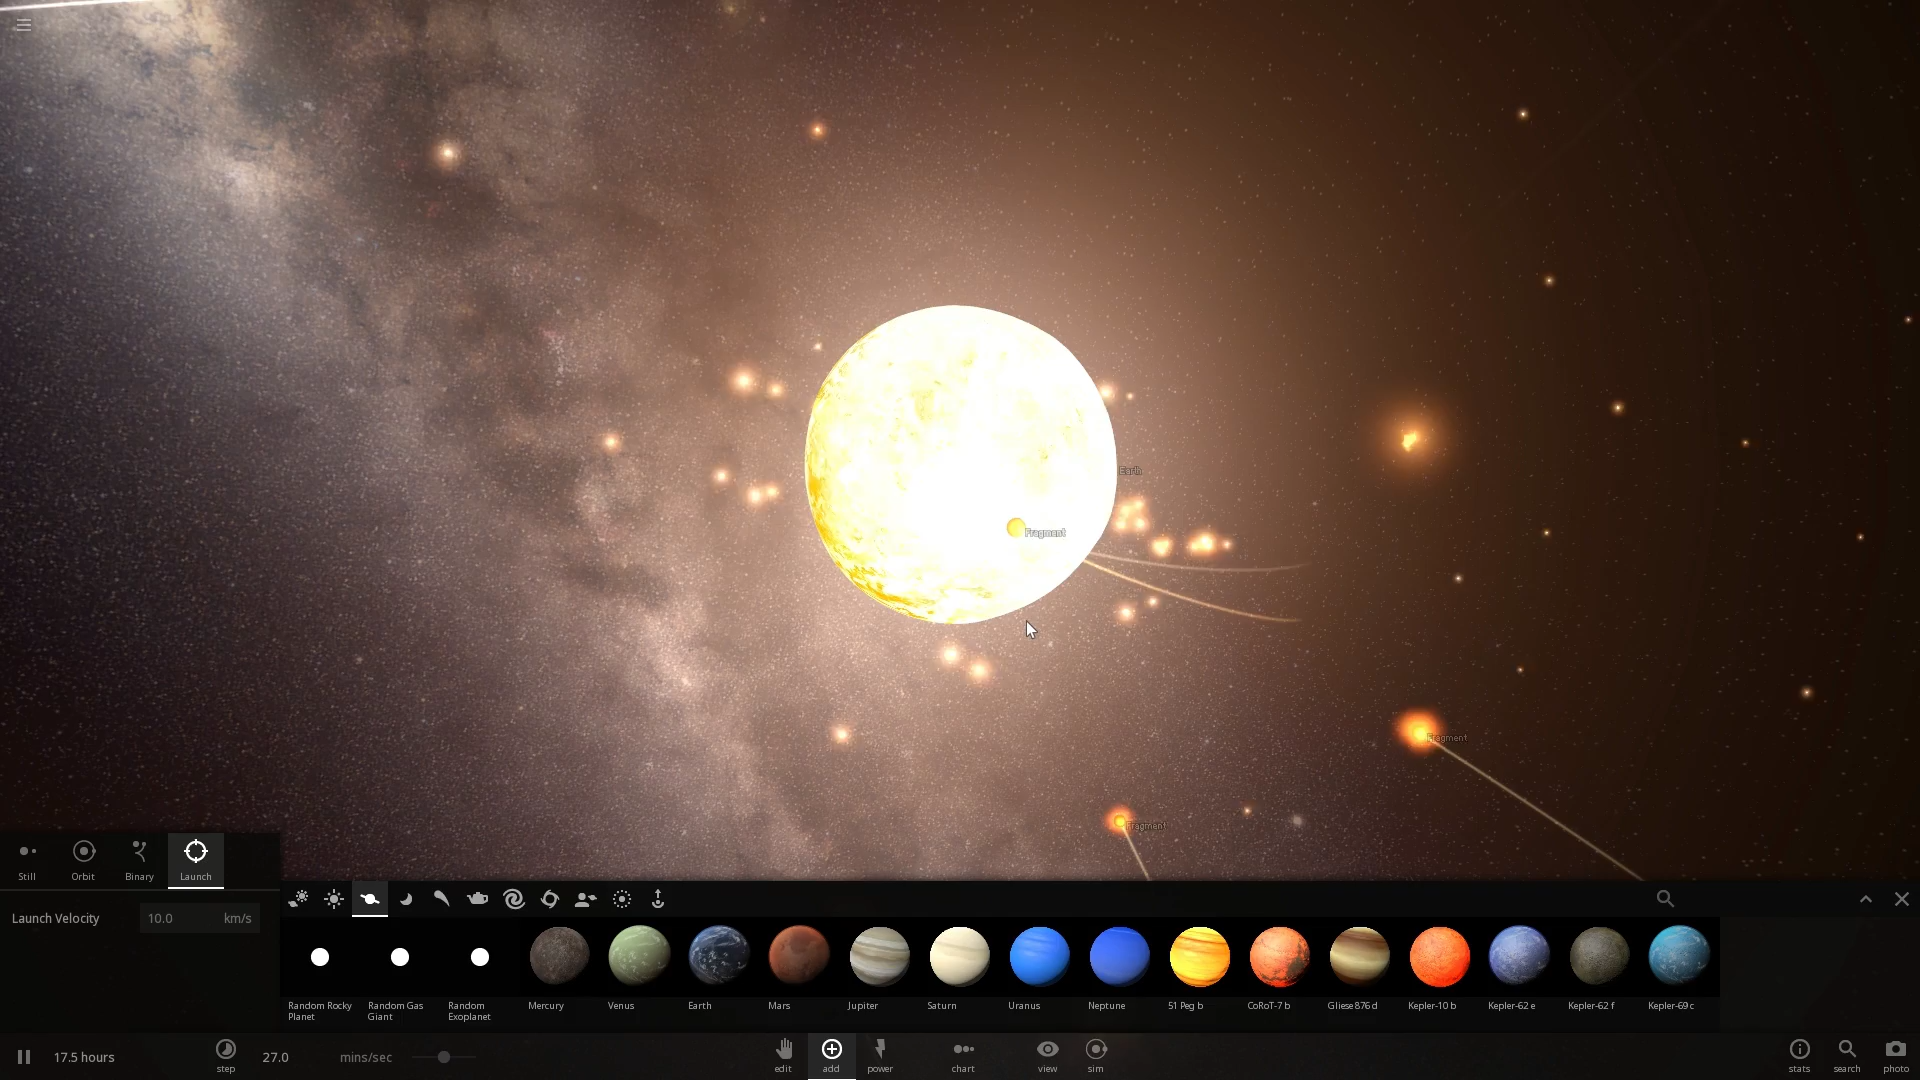 Earth
Fragment
Fragment
Fragment
Still
Orbit
Binary
Launch
Launch Velocity
10.0
km/s
Random Rocky
Planet
Random Gas
Giant
Random
Exoplanet
Mercury
Venus
Earth
Mars
Jupiter
Saturn
Uranus
Neptune
51 Peg b
CoRoT-7 b
Gliese 876 d
Kepler-10 b
Kepler-62 e
Kepler-62 f
Kepler-69 c
17.5 hours
step
27.0
mins/sec
edit
add
power
chart
view
sim
stats
search
photo